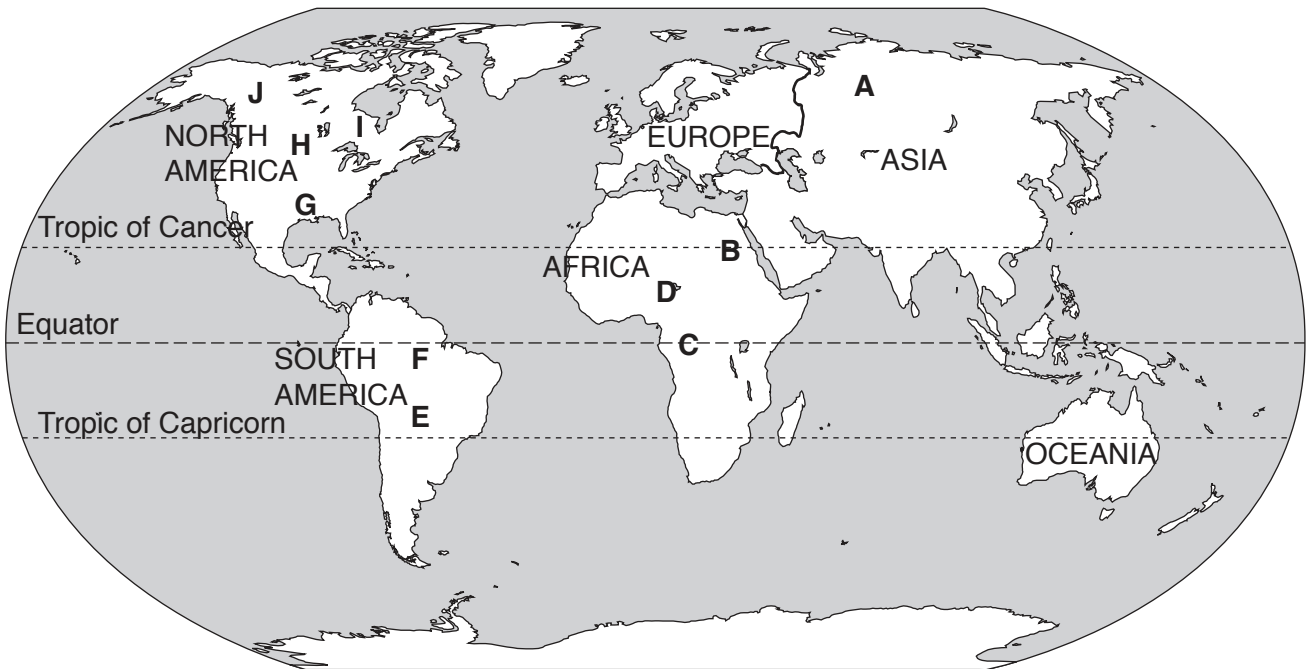 J
A
NORTH
AMERICA
H
I
EUROPE
ASIA
G
Tropic of Cancer
B
AFRICA
D
Equator
C
SOUTH
AMERICA
F
E
Tropic of Capricorn
OCEANIA